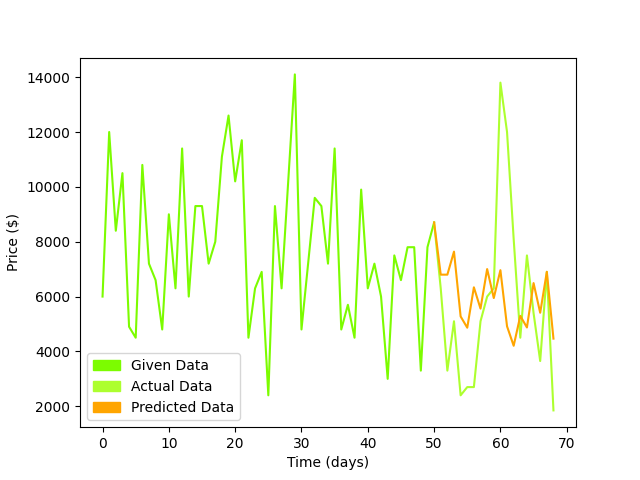 14000
12000
10000
8000
6000
4000
2000
Price ($)
Given Data
Actual Data
Predicted Data
0 10 20 30 40 50 60 70
Time (days)